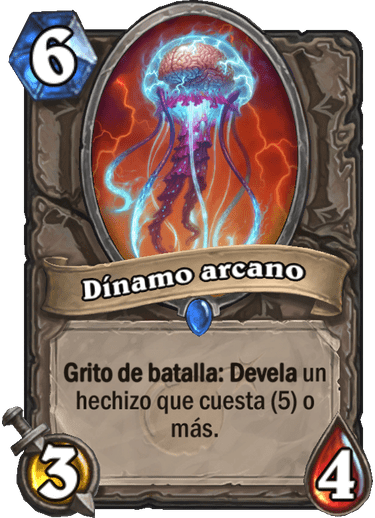 6
Dínamo arcano
Grito de batalla: Devela un
hechizo que cuesta (5) o
más.
3
4